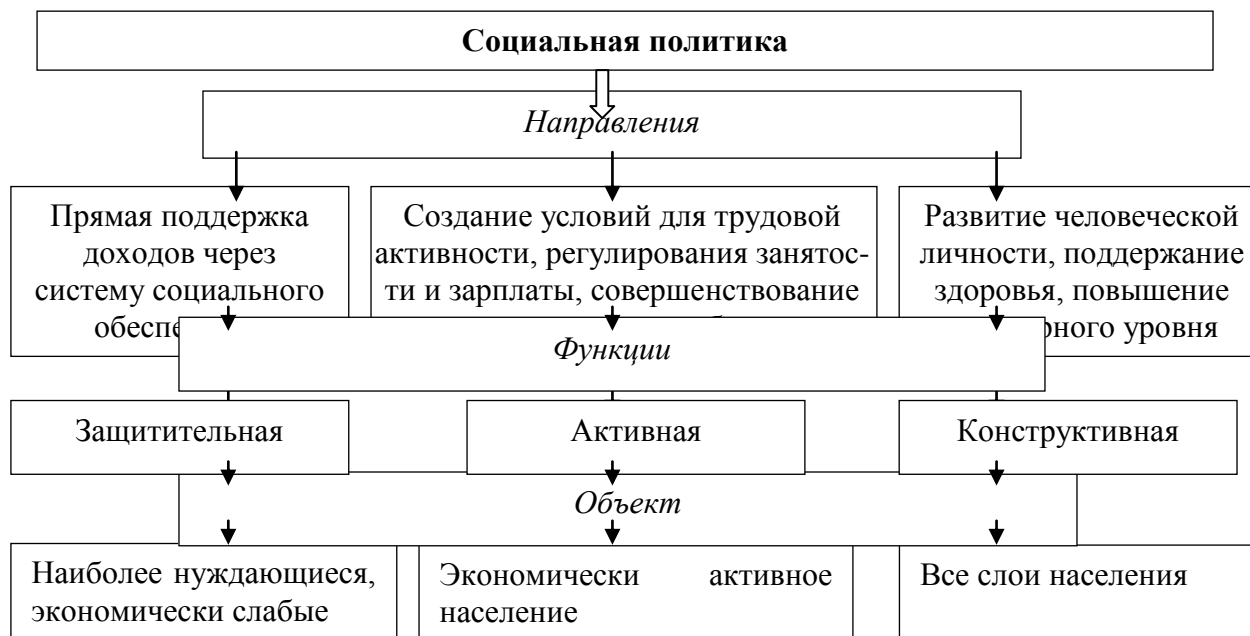 Социальная политика
Направления
Прямая поддержка
доходов через
систему социального
Создание условий для трудовой
активности, регулирования занятос-
ти и зарплаты, совершенствование
Развитие человеческой
личности, поддержание
здоровья, повышение
уровня
Функции
Защитительная
Активная
Конструктивная
Объект
Наиболее нуждающиеся,
экономически слабые
Экономически активное
население
Все слои населения